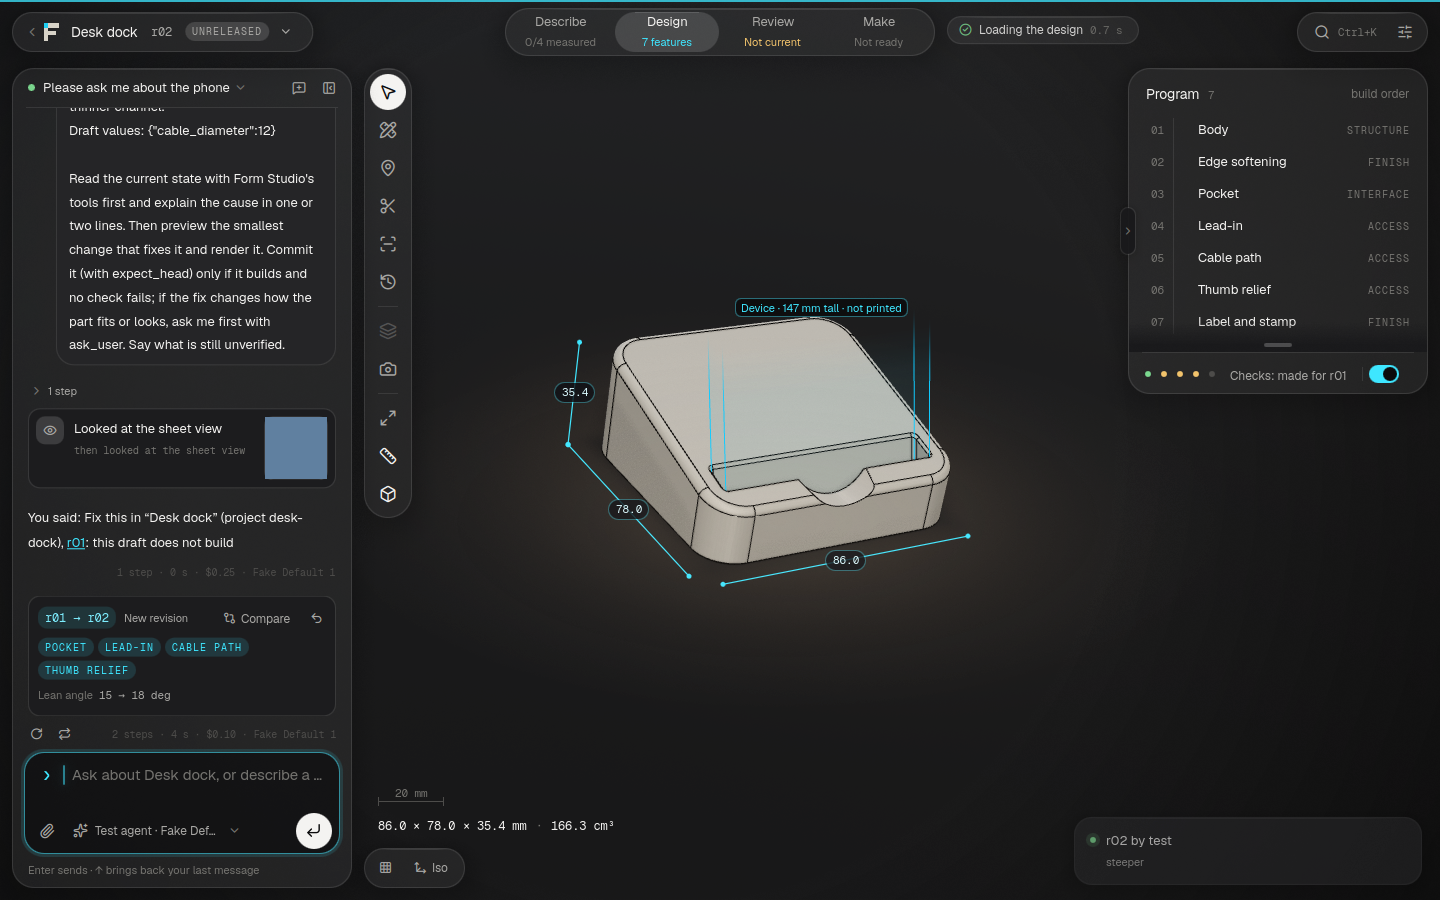 Desk dock r02 UNRELEASED
Describe
0/4 measured
Design
7 features
Review
Not current
Make
Not ready
Loading the design 0.7 s
Ctrl+K
Please ask me about the phone
Draft values: {"cable_diameter":12}
Read the current state with Form Studio's
tools first and explain the cause in one or
two lines. Then preview the smallest
change that fixes it and render it. Commit
it (with expect_head) only if it builds and
no check fails; if the fix changes how the
part fits or looks, ask me first with
ask_user. Say what is still unverified.
1 step
Looked at the sheet view
then looked at the sheet view
You said: Fix this in “Desk dock” (project desk-
dock), r01: this draft does not build
1 step · 0 s · $0.25 · Fake Default 1
r01 → r02 New revision Compare
POCKET LEAD-IN CABLE PATH
THUMB RELIEF
Lean angle 15 → 18 deg
2 steps · 4 s · $0.10 · Fake Default 1
Ask about Desk dock, or describe a …
Test agent · Fake Def…
Enter sends · ↑ brings back your last message
Device · 147 mm tall · not printed
35.4
78.0
86.0
20 mm
86.0 × 78.0 × 35.4 mm · 166.3 cm³
Iso
Program 7 build order
01 Body STRUCTURE
02 Edge softening FINISH
03 Pocket INTERFACE
04 Lead-in ACCESS
05 Cable path ACCESS
06 Thumb relief ACCESS
07 Label and stamp FINISH
Checks: made for r01
r02 by test
steeper